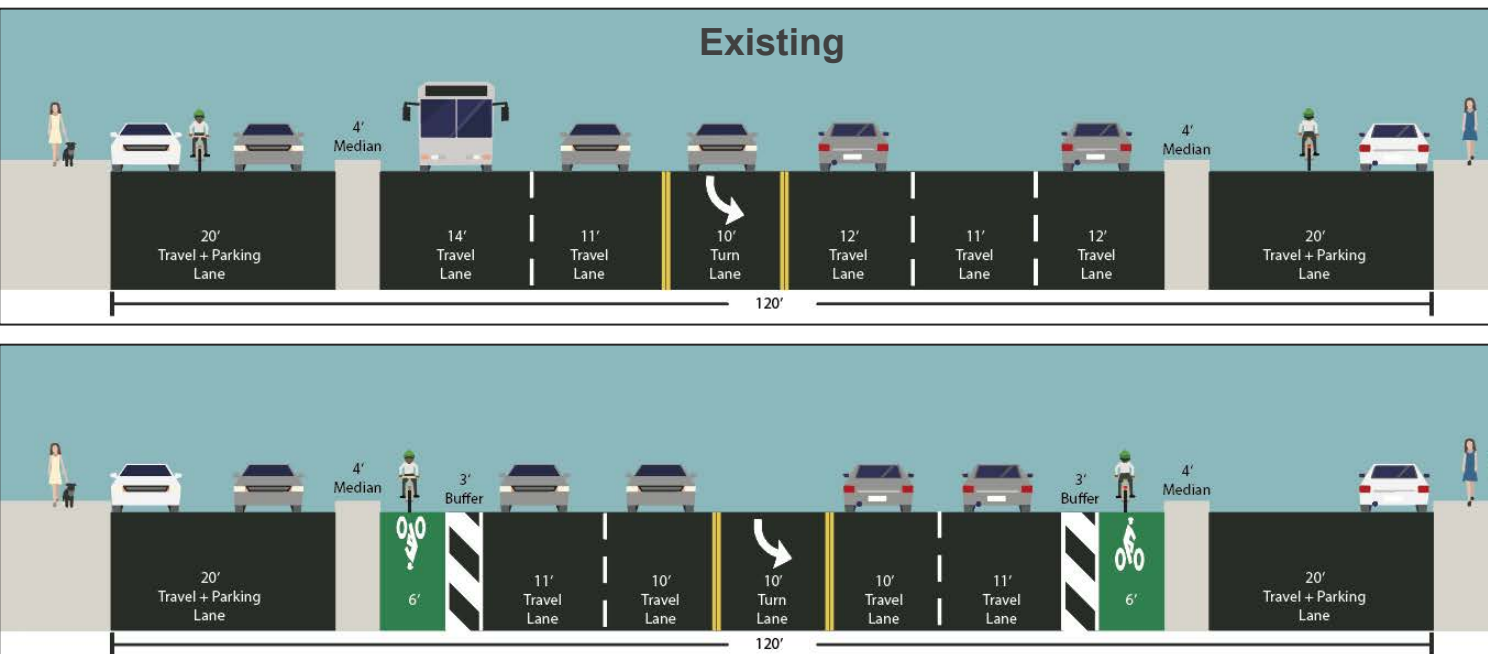 Existing
4'
Median
4'
Median
20'
Travel + Parking
Lane
14'
Travel
Lane
11'
Travel
Lane
10'
Turn
Lane
12'
Travel
Lane
11'
Travel
Lane
12'
Travel
Lane
20'
Travel + Parking
Lane
120'
4'
Median
3'
Buffer
3'
Buffer
4'
Median
20'
Travel + Parking
Lane
6'
11'
Travel
Lane
10'
Travel
Lane
10'
Turn
Lane
10'
Travel
Lane
11'
Travel
Lane
6'
20'
Travel + Parking
Lane
120'